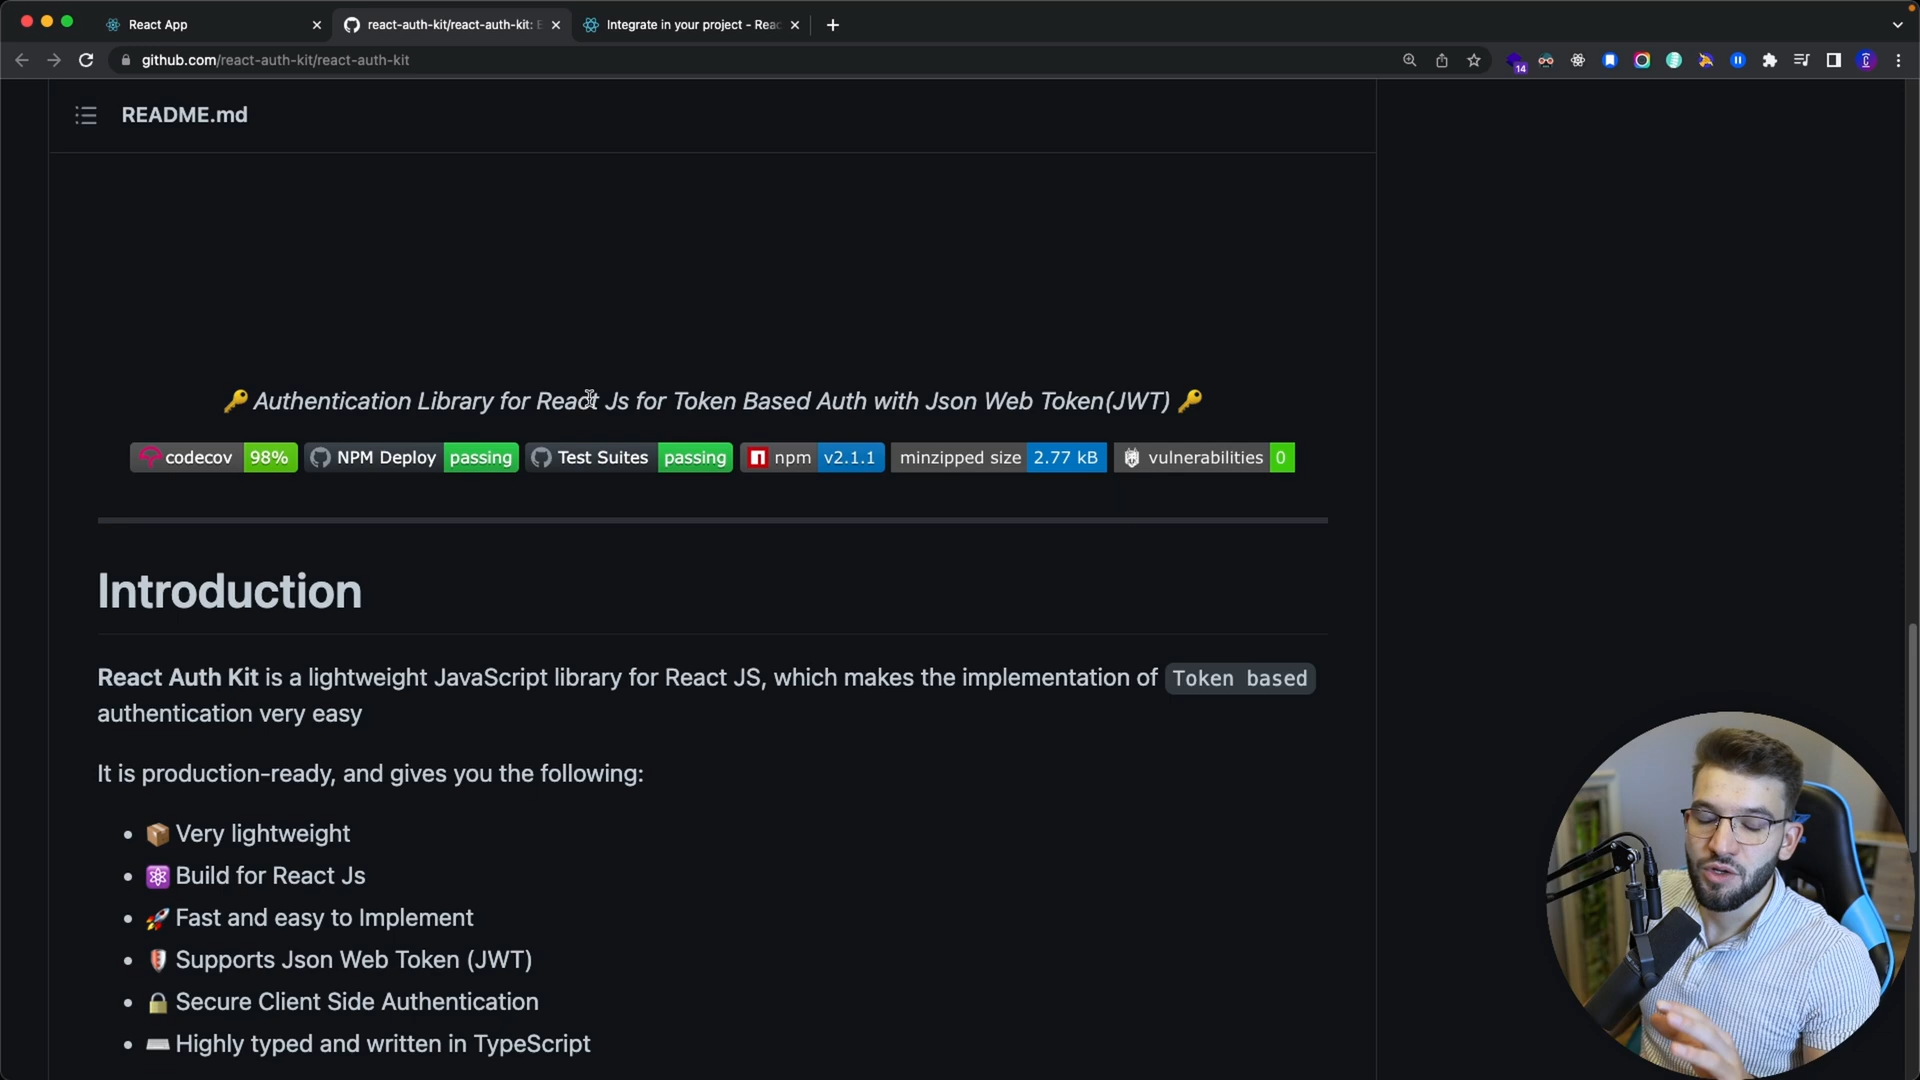 React App
react-auth-kit/react-auth-kit: E
Integrate in your project - Reac
github.com/react-auth-kit/react-auth-kit
14
README.md
🔑 Authentication Library for React Js for Token Based Auth with Json Web Token(JWT) 🔑
codecov 98% NPM Deploy passing Test Suites passing npm v2.1.1 minzipped size 2.77 kB vulnerabilities 0
Introduction
React Auth Kit is a lightweight JavaScript library for React JS, which makes the implementation of Token based
authentication very easy
It is production-ready, and gives you the following:
• 📦 Very lightweight
• ⚛️ Build for React Js
• 🚀 Fast and easy to Implement
• 🛡️ Supports Json Web Token (JWT)
• 🔒 Secure Client Side Authentication
• ⌨️ Highly typed and written in TypeScript